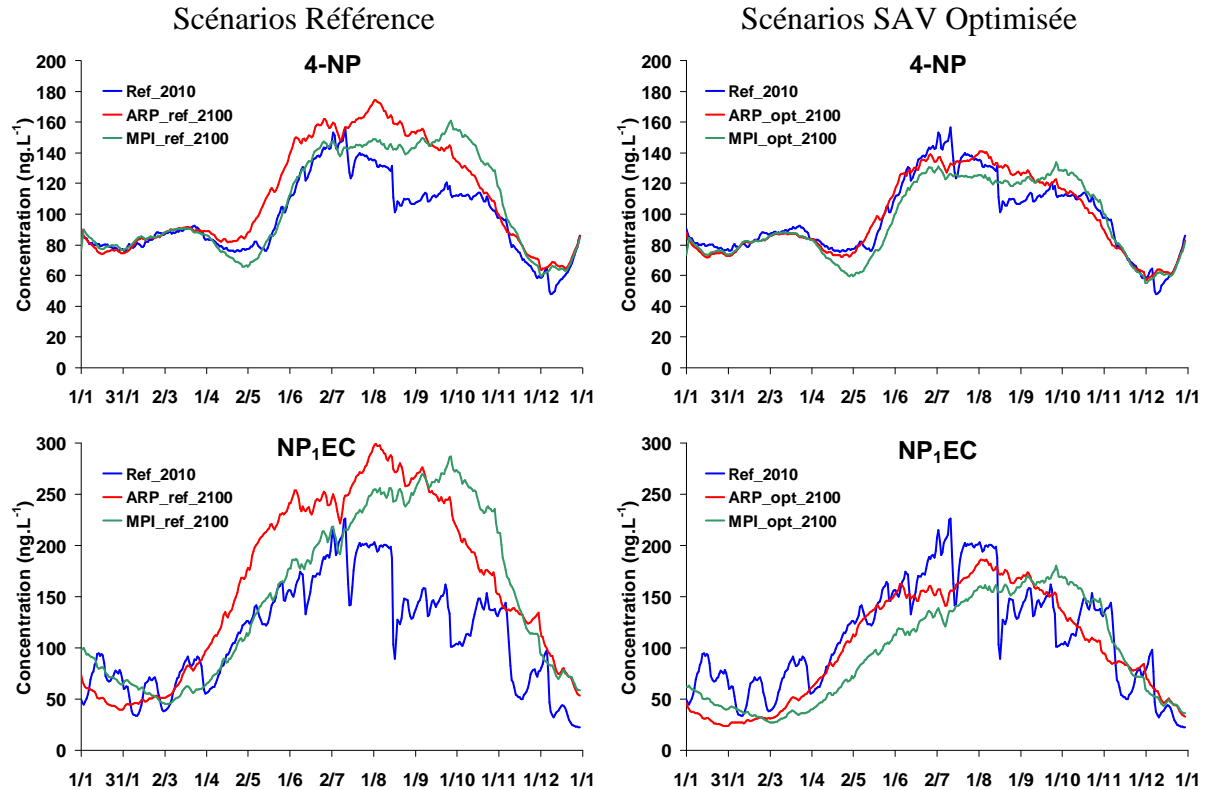 Scénarios Référence
Scénarios SAV Optimisée
4-NP
Concentration (ng.L⁻¹)
200
180
160
140
120
100
80
60
40
20
0
Ref_2010
ARP_ref_2100
MPI_ref_2100
1/1 31/1 2/3 1/4 2/5 1/6 2/7 1/8 1/9 1/10 1/11 1/12 1/1
4-NP
Concentration (ng.L⁻¹)
200
180
160
140
120
100
80
60
40
20
0
Ref_2010
ARP_opt_2100
MPI_opt_2100
1/1 31/1 2/3 1/4 2/5 1/6 2/7 1/8 1/9 1/10 1/11 1/12 1/1
NP₁EC
Concentration (ng.L⁻¹)
300
250
200
150
100
50
0
Ref_2010
ARP_ref_2100
MPI_ref_2100
1/1 31/1 2/3 1/4 2/5 1/6 2/7 1/8 1/9 1/10 1/11 1/12 1/1
NP₁EC
Concentration (ng.L⁻¹)
300
250
200
150
100
50
0
Ref_2010
ARP_opt_2100
MPI_opt_2100
1/1 31/1 2/3 1/4 2/5 1/6 2/7 1/8 1/9 1/10 1/11 1/12 1/1